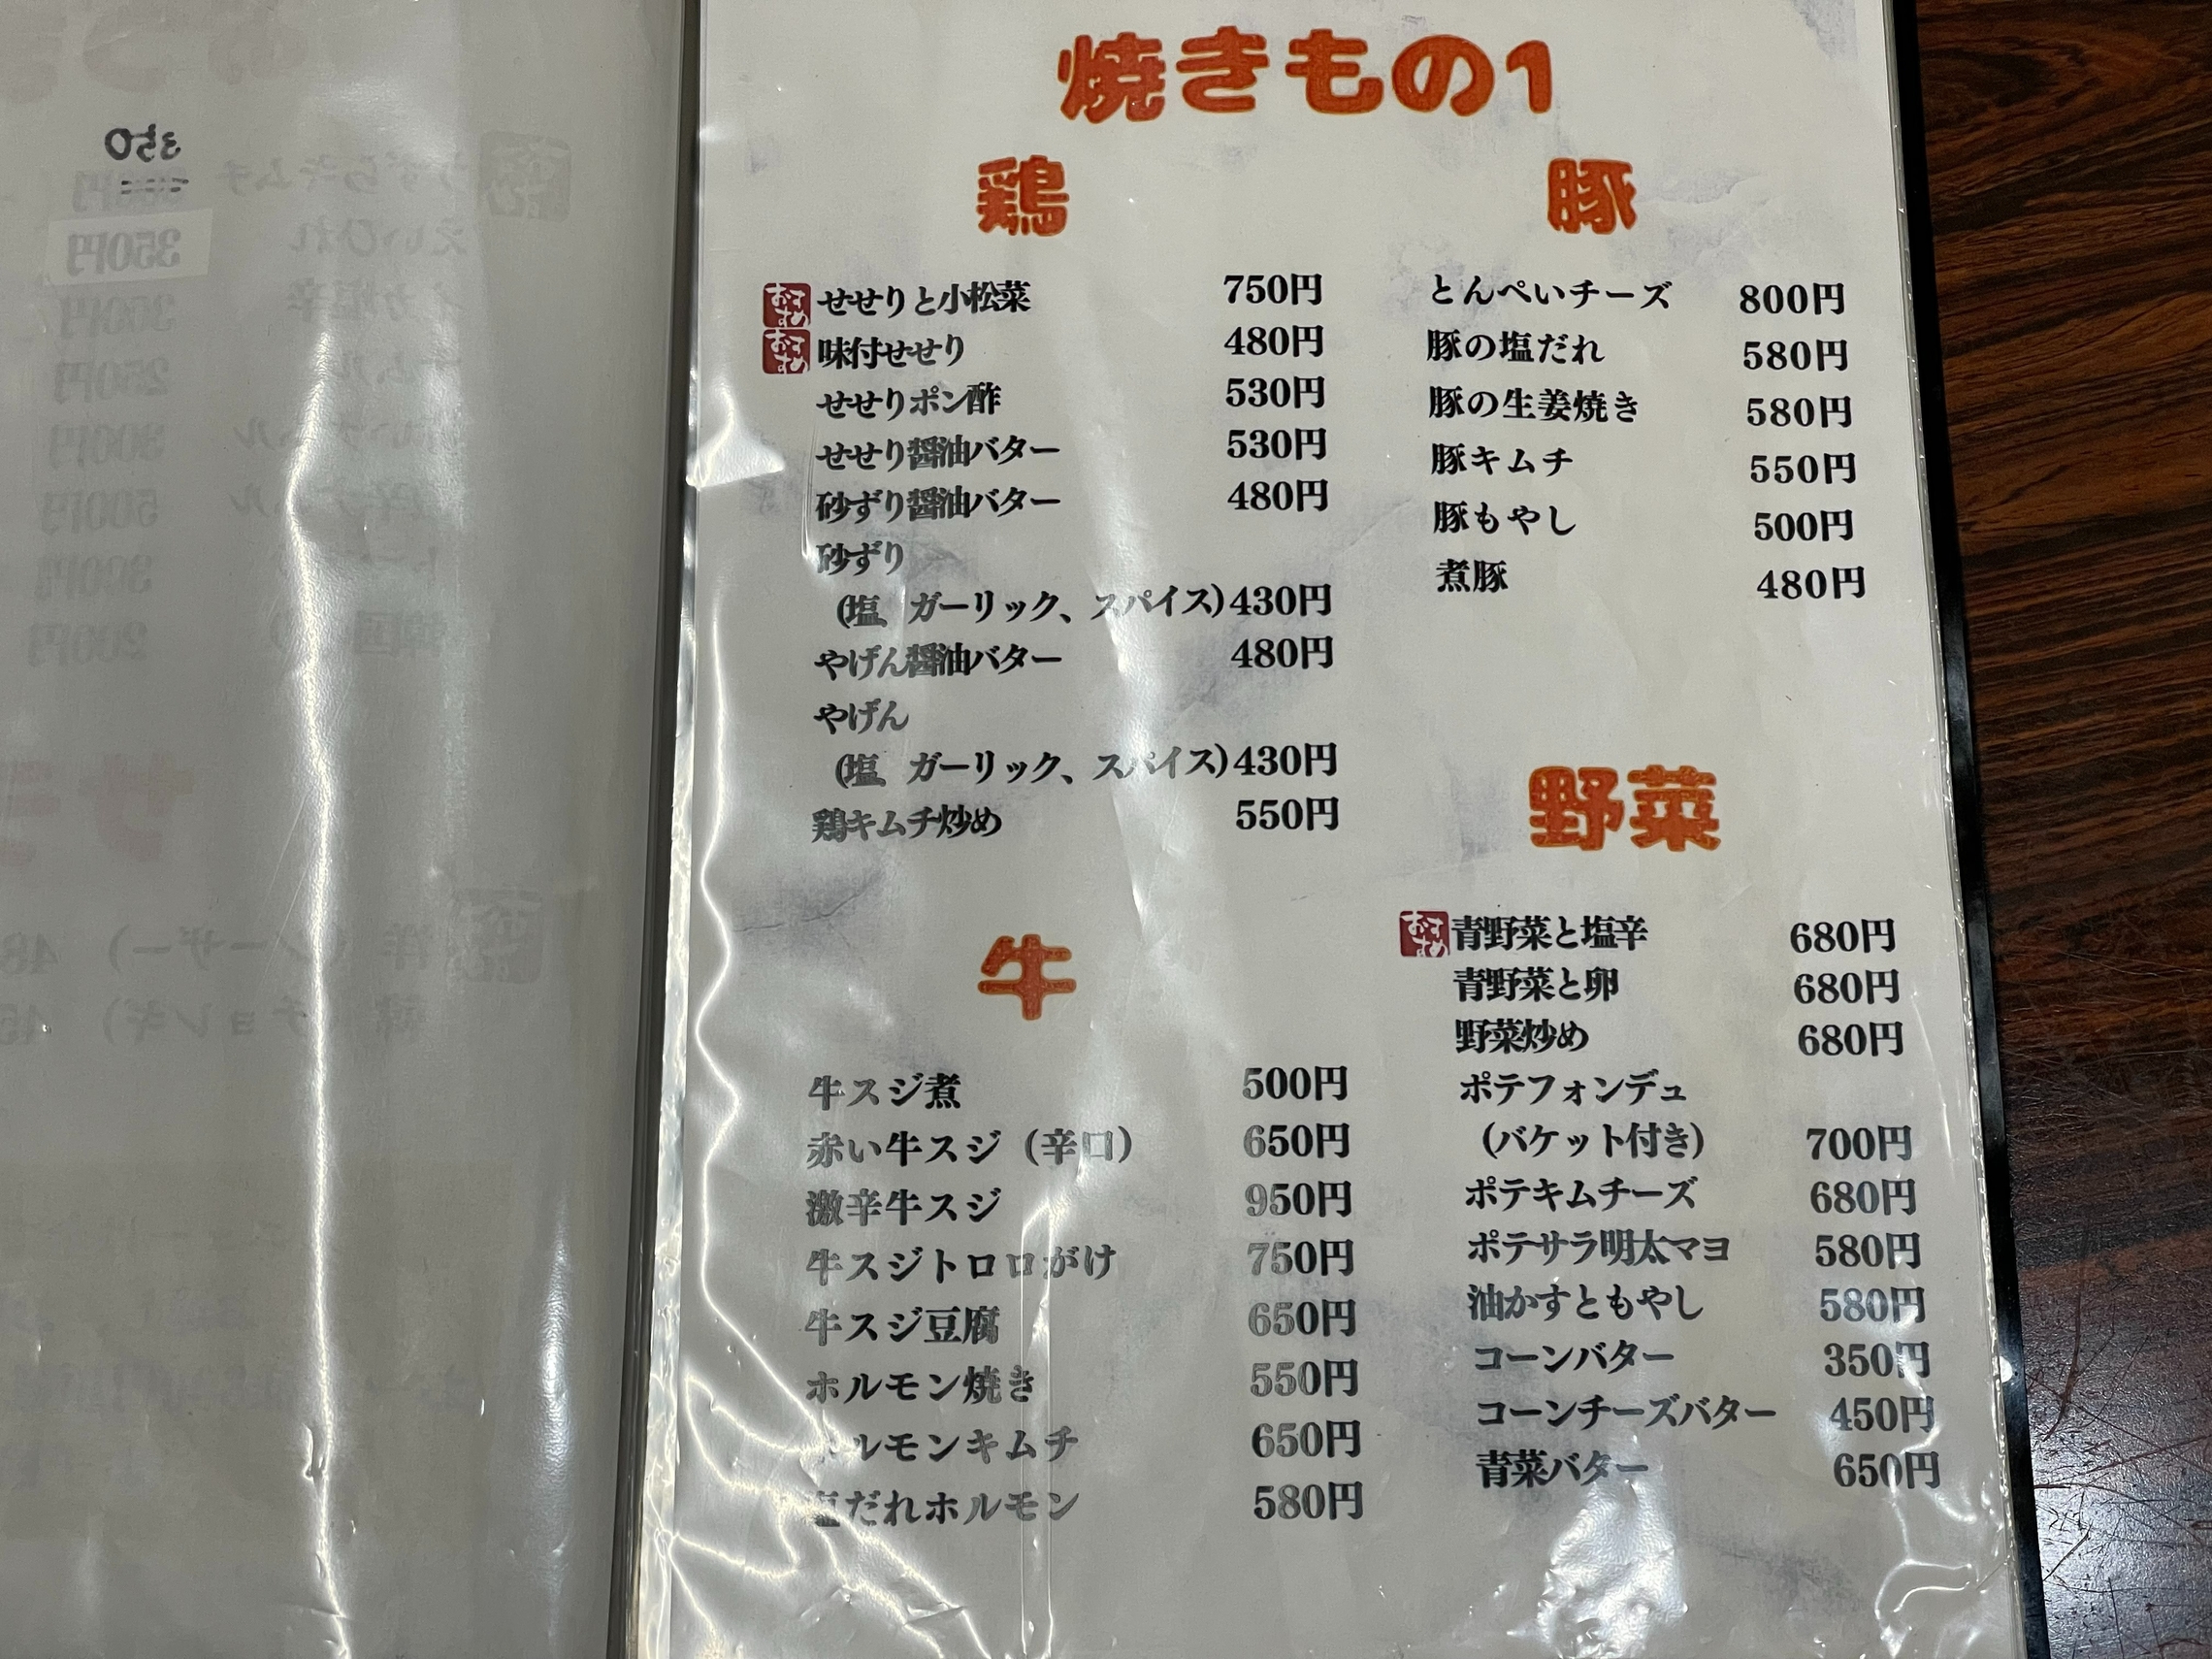 焼きもの1
鶏
おすすめ せせりと小松菜 750円
おすすめ 味付せせり 480円
せせりポン酢 530円
せせり醤油バター 530円
砂ずり醤油バター 480円
砂ずり
(塩、ガーリック、スパイス) 430円
やげん醤油バター 480円
やげん
(塩、ガーリック、スパイス) 430円
鶏キムチ炒め 550円
牛
牛スジ煮 500円
赤い牛スジ(辛口) 650円
激辛牛スジ 950円
牛スジトロロがけ 750円
牛スジ豆腐 650円
ホルモン焼き 550円
ホルモンキムチ 650円
塩だれホルモン 580円
豚
とんぺいチーズ 800円
豚の塩だれ 580円
豚の生姜焼き 580円
豚キムチ 550円
豚もやし 500円
煮豚 480円
野菜
おすすめ 青野菜と塩辛 680円
青野菜と卵 680円
野菜炒め 680円
ポテフォンデュ
(バケット付き) 700円
ポテキムチーズ 680円
ポテサラ明太マヨ 580円
油かすともやし 580円
コーンバター 350円
コーンチーズバター 450円
青菜バター 650円